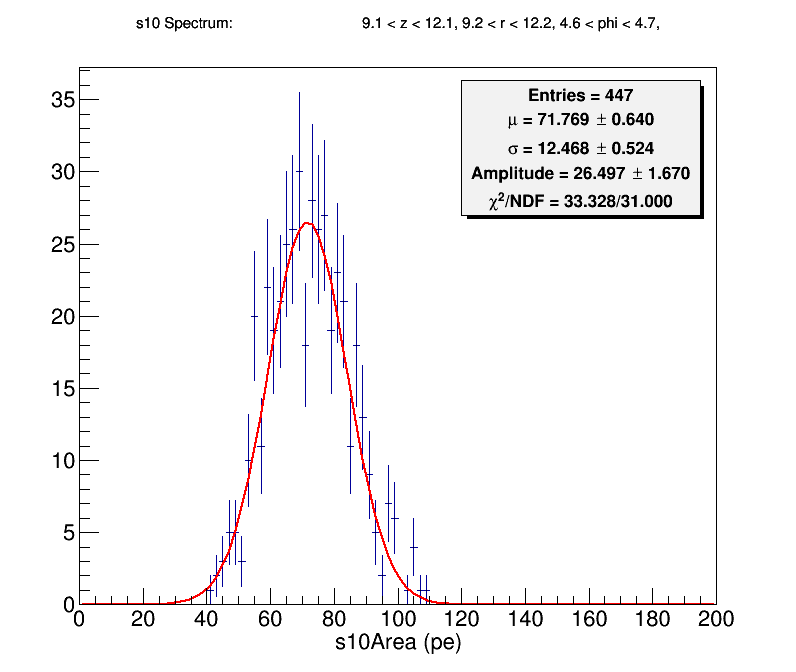 s10 Spectrum: 9.1 < z < 12.1, 9.2 < r < 12.2, 4.6 < phi < 4.7,
Entries = 447
μ = 71.769 ± 0.640
σ = 12.468 ± 0.524
Amplitude = 26.497 ± 1.670
χ²/NDF = 33.328/31.000
35
30
25
20
15
10
5
0
0 20 40 60 80 100 120 140 160 180 200
s10Area (pe)